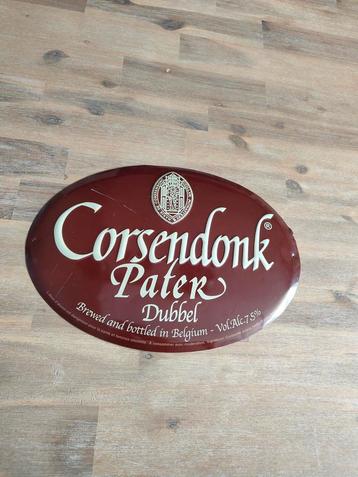 Corsendonk®
Pater
Dubbel
Brewed and bottled in Belgium - Vol.Alc.7.5%